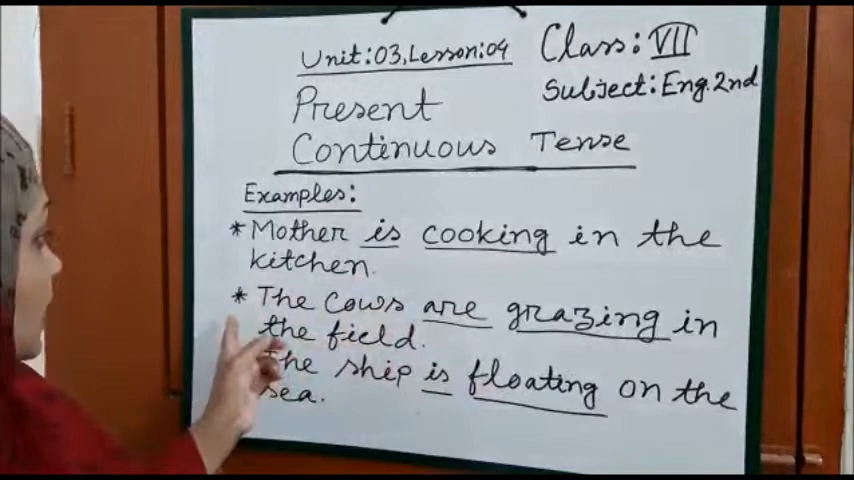 Unit:03,Lesson:04
Class: VII
Subject: Eng.2nd
Present
Continuous Tense
Examples:
* Mother is cooking in the
kitchen.
* The cows are grazing in
the field.
The ship is floating on the
sea.